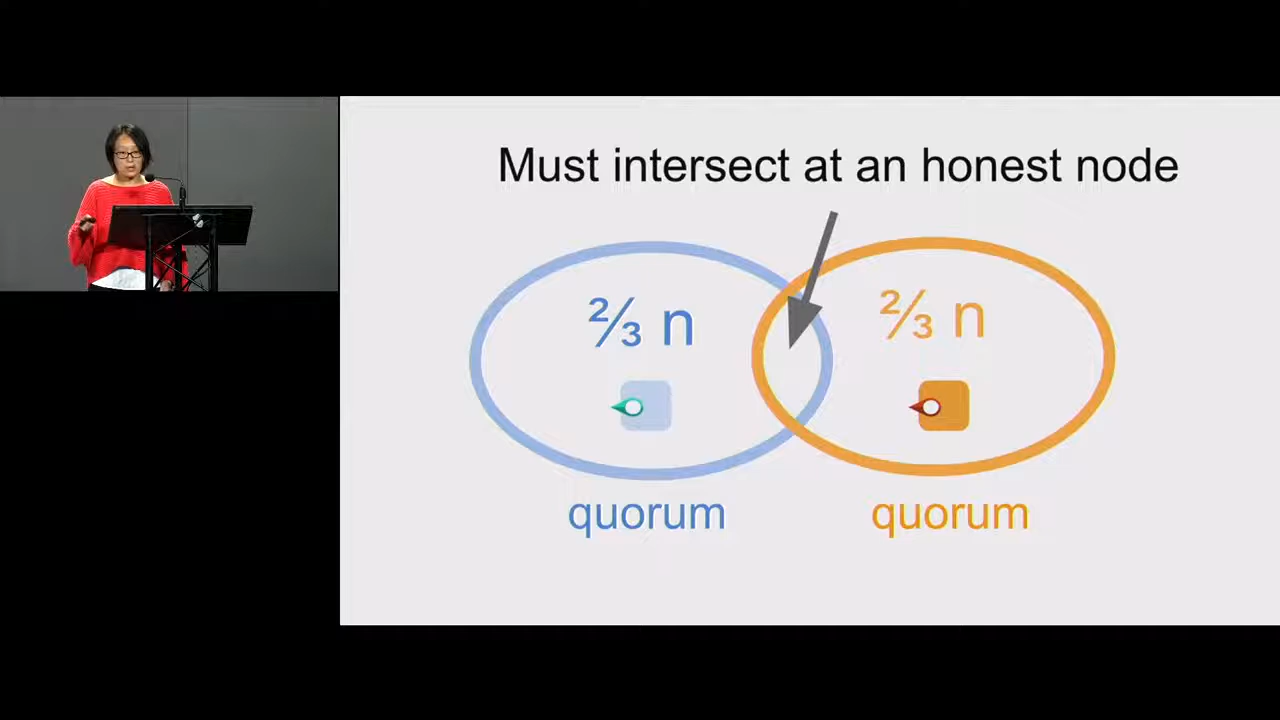 Must intersect at an honest node
⅔ n
⅔ n
quorum
quorum